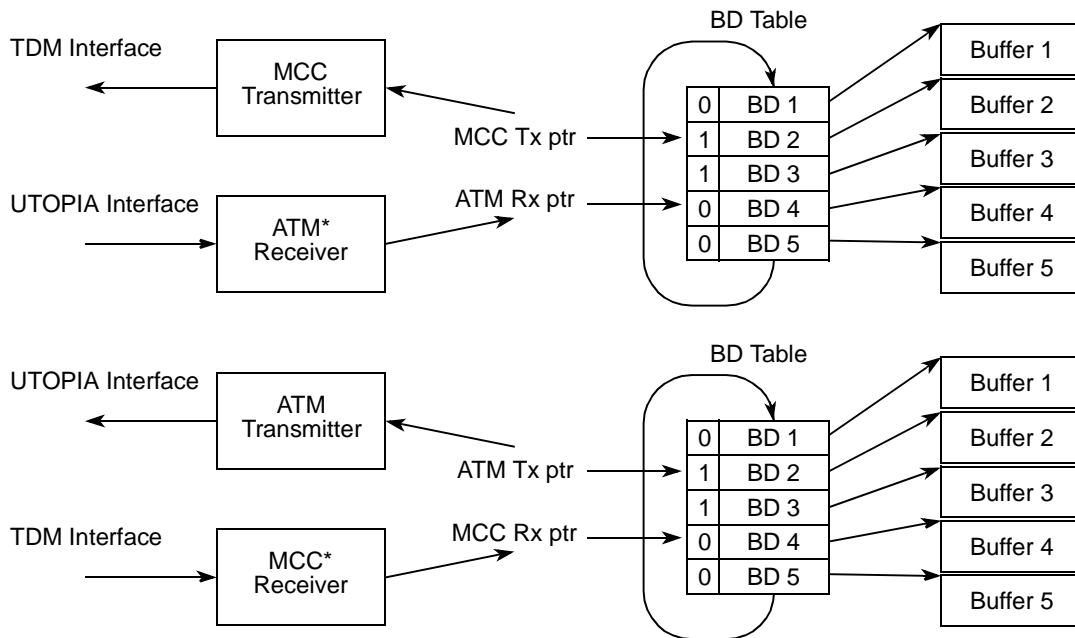 BD Table
TDM Interface
MCC
Transmitter
MCC Tx ptr
UTOPIA Interface
ATM*
Receiver
ATM Rx ptr
0 BD 1
1 BD 2
1 BD 3
0 BD 4
0 BD 5
Buffer 1
Buffer 2
Buffer 3
Buffer 4
Buffer 5
BD Table
UTOPIA Interface
ATM
Transmitter
ATM Tx ptr
TDM Interface
MCC*
Receiver
MCC Rx ptr
0 BD 1
1 BD 2
1 BD 3
0 BD 4
0 BD 5
Buffer 1
Buffer 2
Buffer 3
Buffer 4
Buffer 5